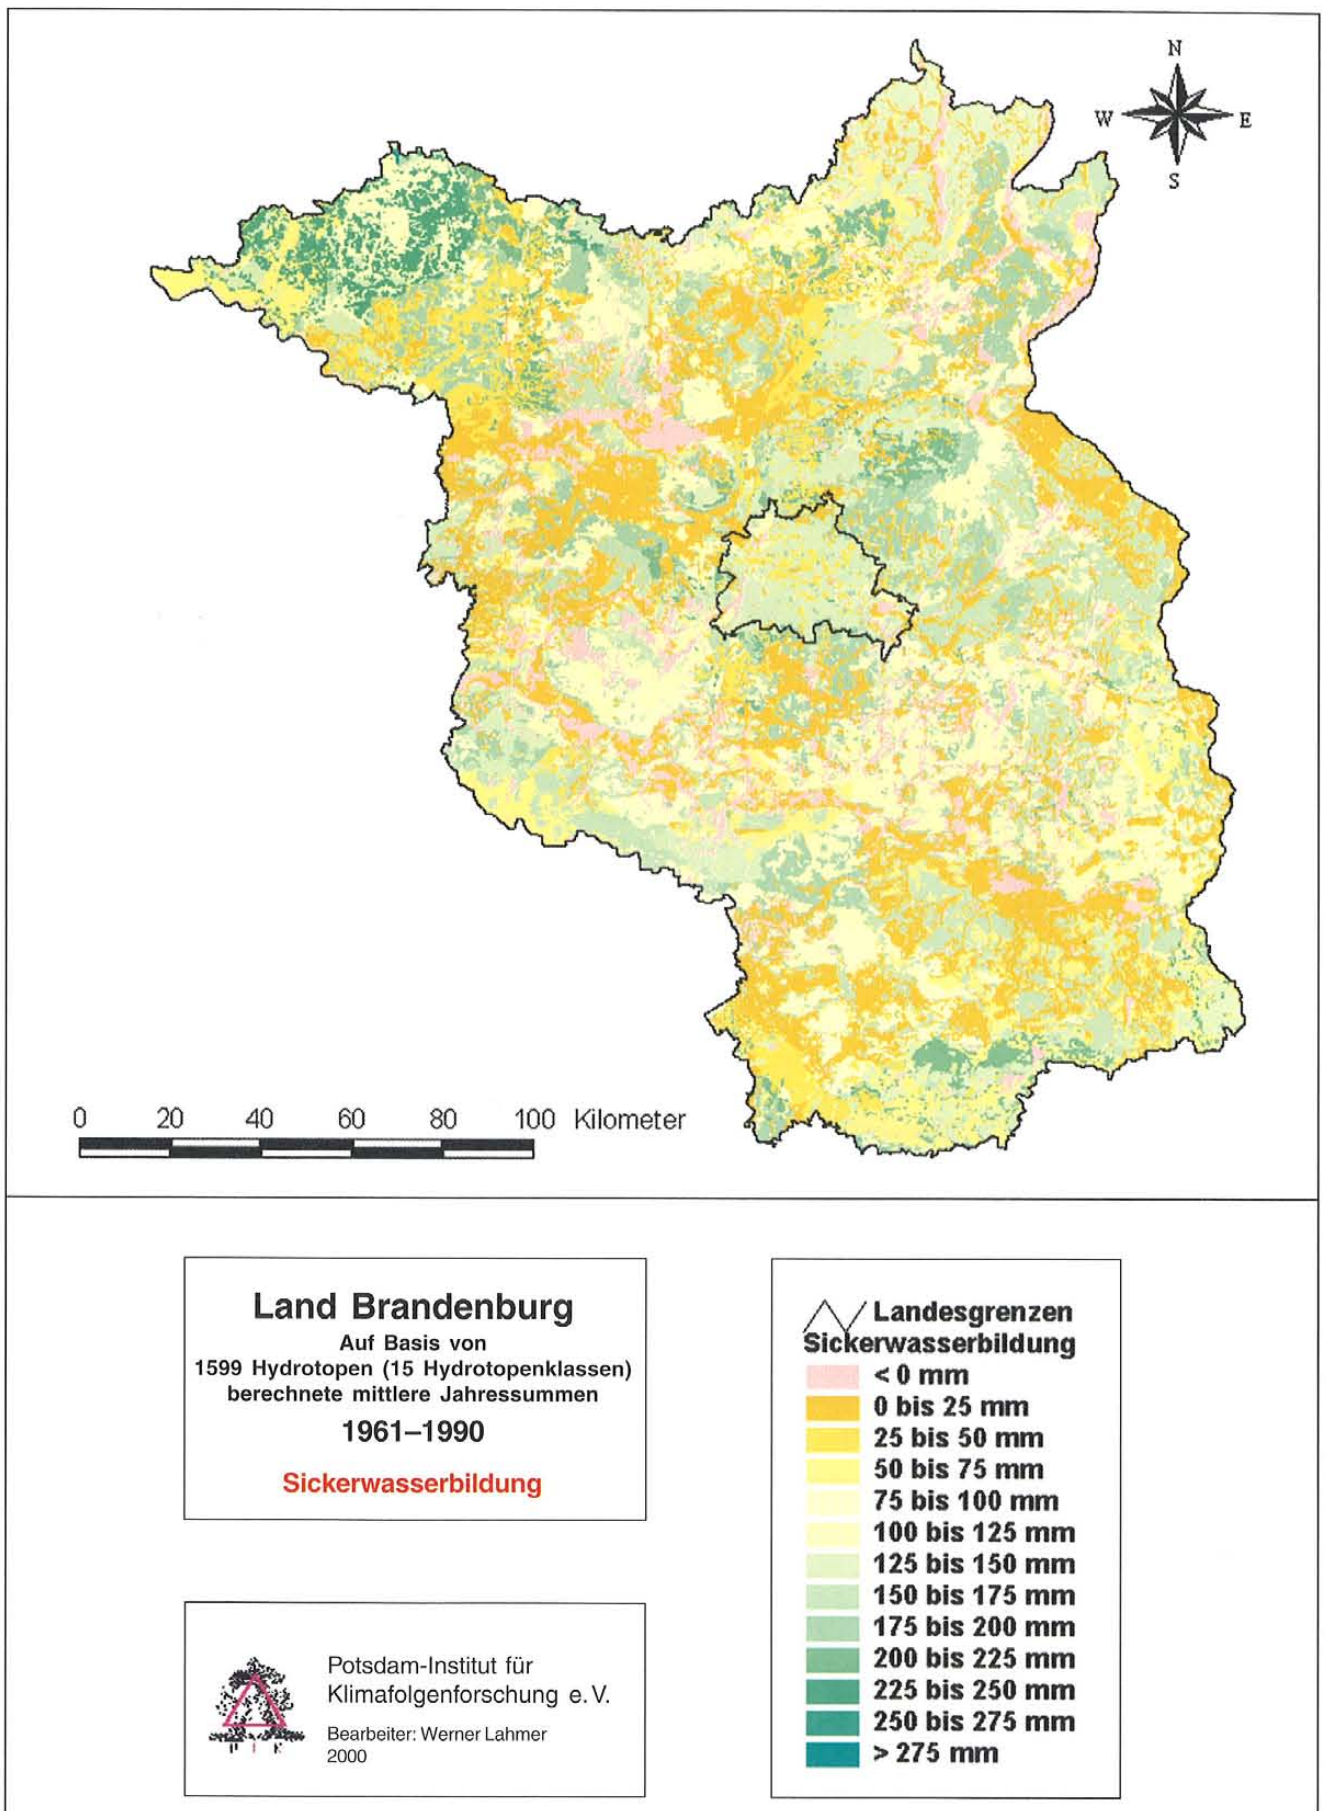 N
W
E
S
0 20 40 60 80 100 Kilometer
Land Brandenburg
Auf Basis von
1599 Hydrotopen (15 Hydrotopenklassen)
berechnete mittlere Jahressummen
1961–1990
Sickerwasserbildung
Potsdam-Institut für
Klimafolgenforschung e. V.
Bearbeiter: Werner Lahmer
2000
Landesgrenzen
Sickerwasserbildung
< 0 mm
0 bis 25 mm
25 bis 50 mm
50 bis 75 mm
75 bis 100 mm
100 bis 125 mm
125 bis 150 mm
150 bis 175 mm
175 bis 200 mm
200 bis 225 mm
225 bis 250 mm
250 bis 275 mm
> 275 mm